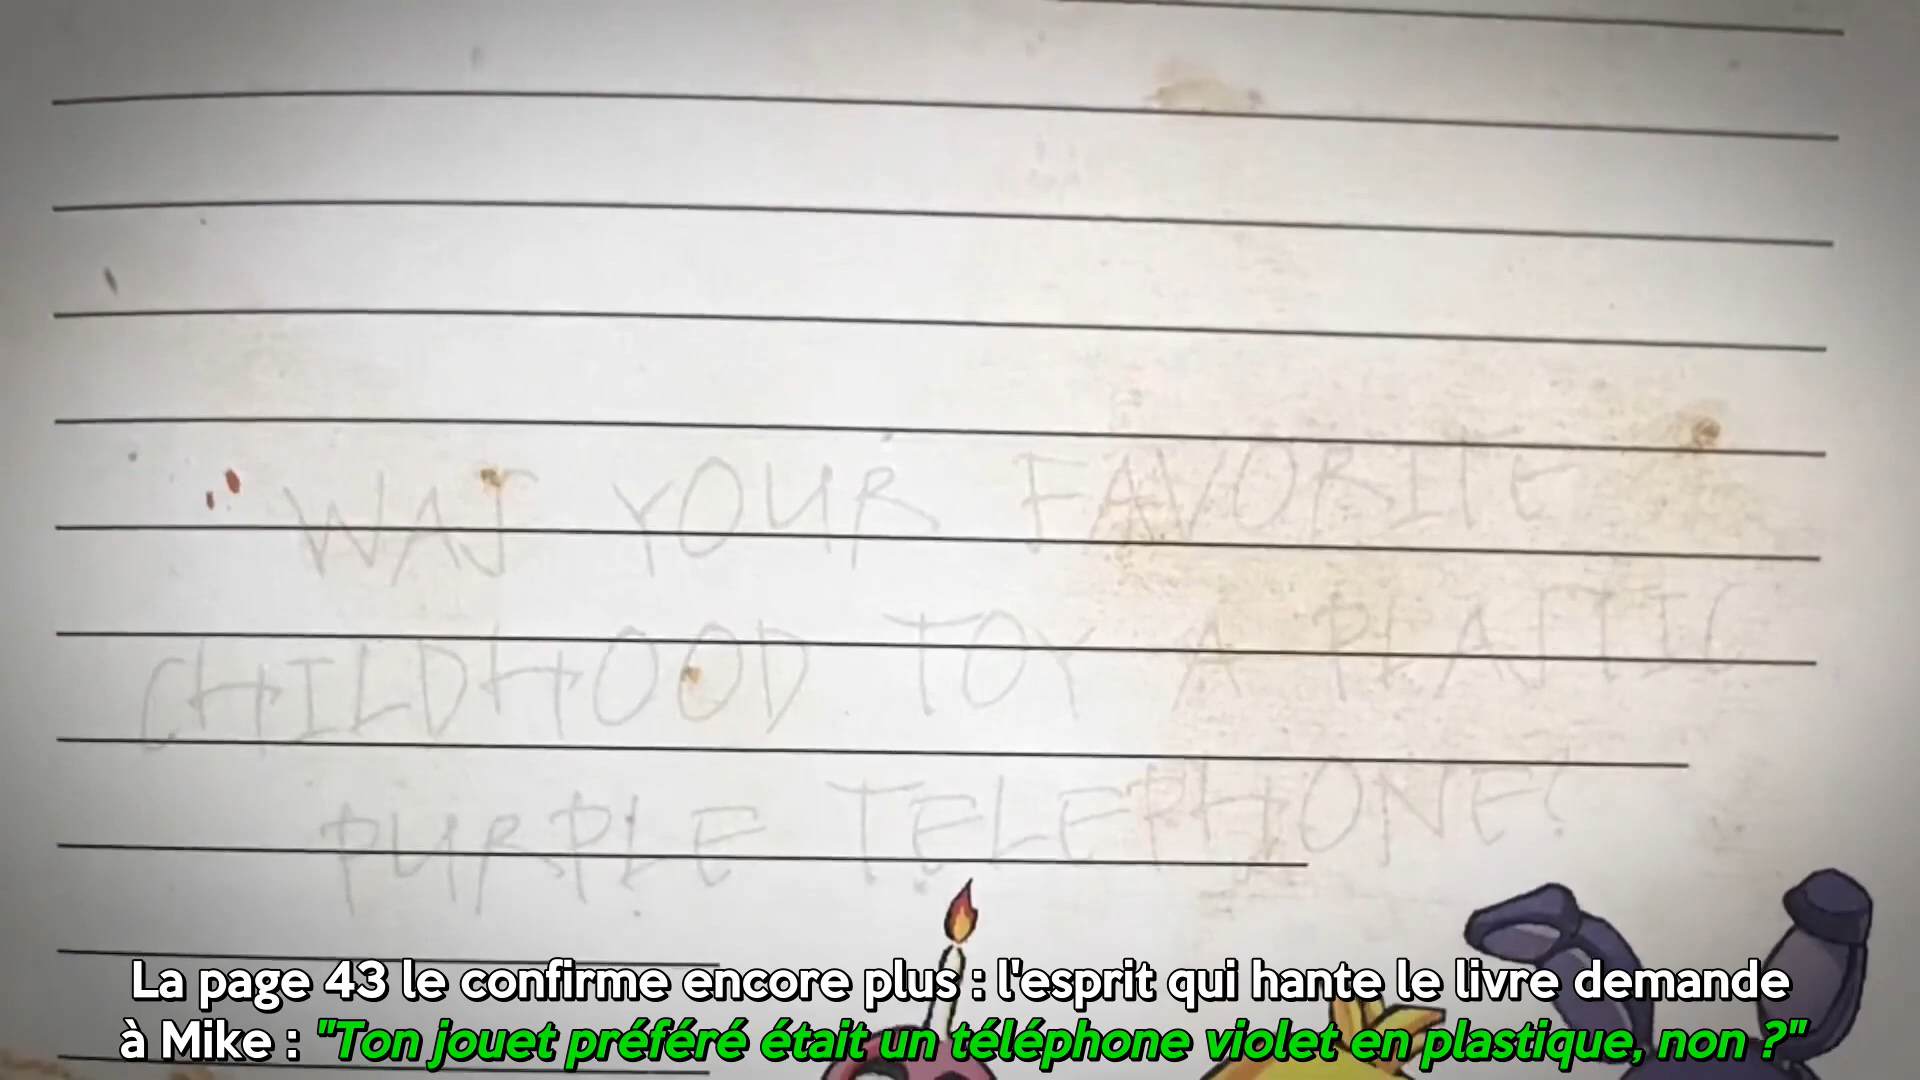 WAS YOUR FAVORITE
CHILDHOOD TOY A PLASTIC
PURPLE TELEPHONE?
La page 43 le confirme encore plus : l'esprit qui hante le livre demande
à Mike : "Ton jouet préféré était un téléphone violet en plastique, non ?"